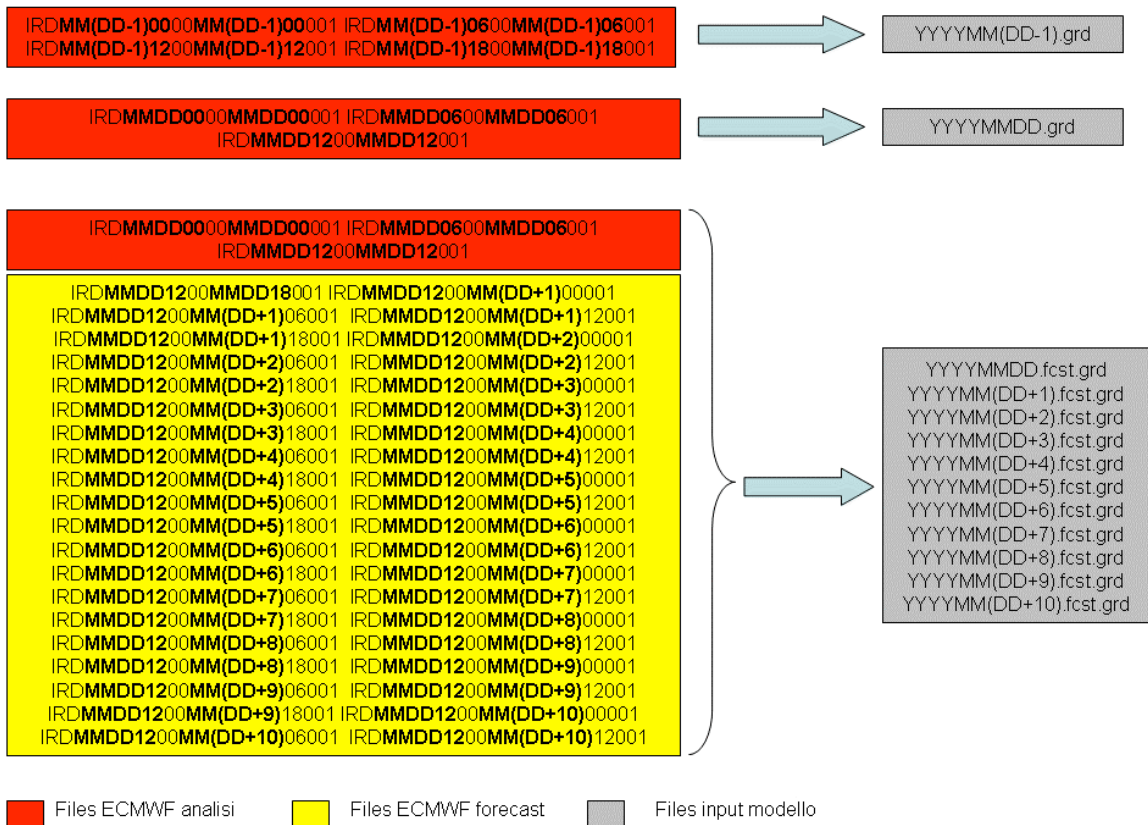 IRDMM(DD-1)0000MM(DD-1)00001 IRDMM(DD-1)0600MM(DD-1)06001
IRDMM(DD-1)1200MM(DD-1)12001 IRDMM(DD-1)1800MM(DD-1)18001
YYYYMM(DD-1).grd
IRDMMDD0000MMDD00001 IRDMMDD0600MMDD06001
IRDMMDD1200MMDD12001
YYYYMMDD.grd
IRDMMDD0000MMDD00001 IRDMMDD0600MMDD06001
IRDMMDD1200MMDD12001
IRDMMDD1200MMDD18001 IRDMMDD1200MM(DD+1)00001
IRDMMDD1200MM(DD+1)06001 IRDMMDD1200MM(DD+1)12001
IRDMMDD1200MM(DD+1)18001 IRDMMDD1200MM(DD+2)00001
IRDMMDD1200MM(DD+2)06001 IRDMMDD1200MM(DD+2)12001
IRDMMDD1200MM(DD+2)18001 IRDMMDD1200MM(DD+3)00001
IRDMMDD1200MM(DD+3)06001 IRDMMDD1200MM(DD+3)12001
IRDMMDD1200MM(DD+3)18001 IRDMMDD1200MM(DD+4)00001
IRDMMDD1200MM(DD+4)06001 IRDMMDD1200MM(DD+4)12001
IRDMMDD1200MM(DD+4)18001 IRDMMDD1200MM(DD+5)00001
IRDMMDD1200MM(DD+5)06001 IRDMMDD1200MM(DD+5)12001
IRDMMDD1200MM(DD+5)18001 IRDMMDD1200MM(DD+6)00001
IRDMMDD1200MM(DD+6)06001 IRDMMDD1200MM(DD+6)12001
IRDMMDD1200MM(DD+6)18001 IRDMMDD1200MM(DD+7)00001
IRDMMDD1200MM(DD+7)06001 IRDMMDD1200MM(DD+7)12001
IRDMMDD1200MM(DD+7)18001 IRDMMDD1200MM(DD+8)00001
IRDMMDD1200MM(DD+8)06001 IRDMMDD1200MM(DD+8)12001
IRDMMDD1200MM(DD+8)18001 IRDMMDD1200MM(DD+9)00001
IRDMMDD1200MM(DD+9)06001 IRDMMDD1200MM(DD+9)12001
IRDMMDD1200MM(DD+9)18001 IRDMMDD1200MM(DD+10)00001
IRDMMDD1200MM(DD+10)06001 IRDMMDD1200MM(DD+10)12001
YYYYMMDD.fcst.grd
YYYYMM(DD+1).fcst.grd
YYYYMM(DD+2).fcst.grd
YYYYMM(DD+3).fcst.grd
YYYYMM(DD+4).fcst.grd
YYYYMM(DD+5).fcst.grd
YYYYMM(DD+6).fcst.grd
YYYYMM(DD+7).fcst.grd
YYYYMM(DD+8).fcst.grd
YYYYMM(DD+9).fcst.grd
YYYYMM(DD+10).fcst.grd
Files ECMWF analisi
Files ECMWF forecast
Files input modello